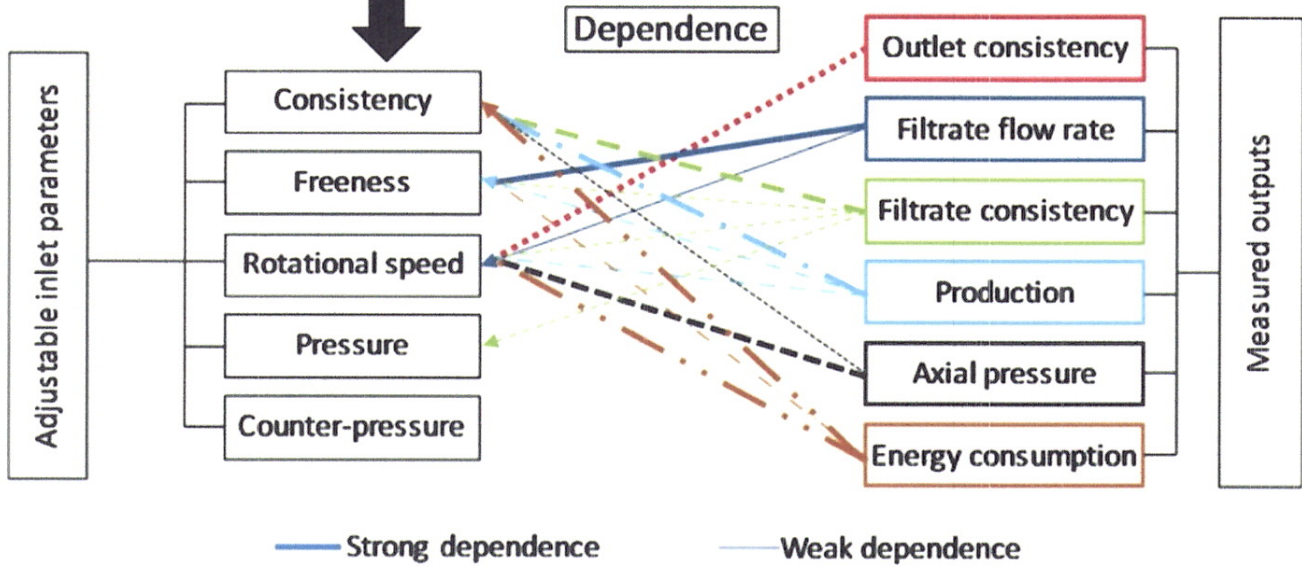 Dependence
Adjustable inlet parameters
Consistency
Freeness
Rotational speed
Pressure
Counter-pressure
Outlet consistency
Filtrate flow rate
Filtrate consistency
Production
Axial pressure
Energy consumption
Measured outputs
Strong dependence
Weak dependence